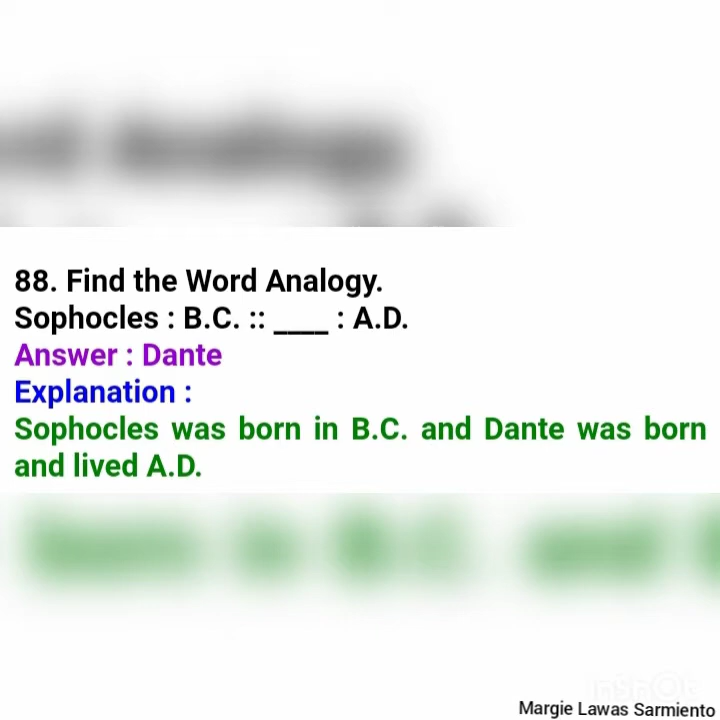 88. Find the Word Analogy.
Sophocles : B.C. :: ____ : A.D.
Answer : Dante
Explanation :
Sophocles was born in B.C. and Dante was born
and lived A.D.
InShOt
Margie Lawas Sarmiento